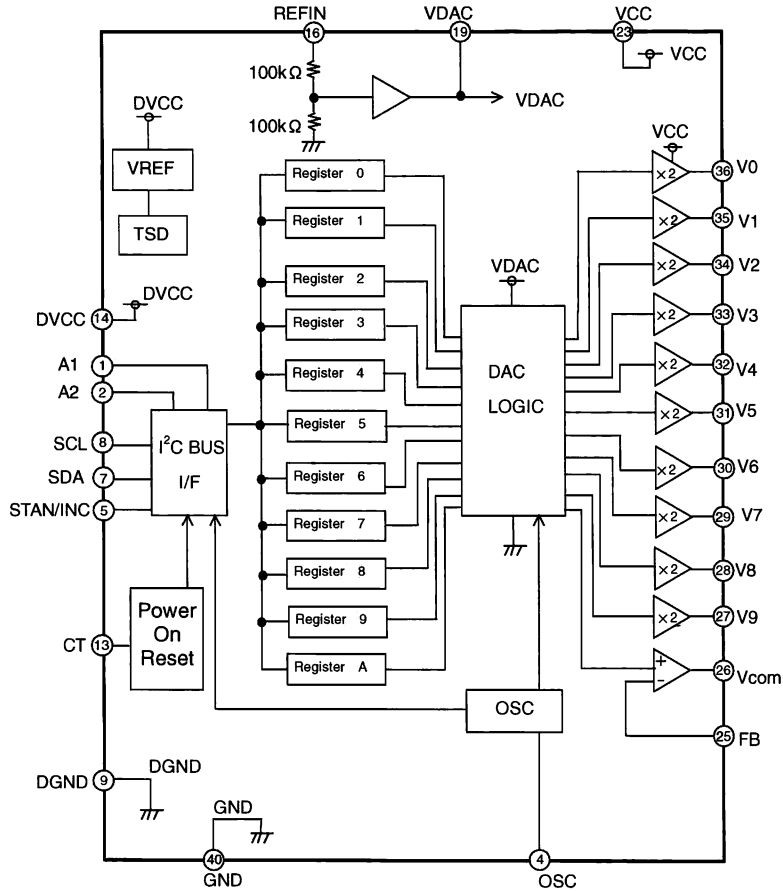 REFIN
VDAC
VCC
16
19
23
VCC
100kΩ
VDAC
100kΩ
DVCC
VREF
TSD
VCC
Register 0
×2
36
V0
Register 1
×2
35
V1
Register 2
×2
34
V2
VDAC
Register 3
×2
33
V3
DVCC
DVCC
14
A1
1
A2
2
Register 4
DAC
LOGIC
×2
32
V4
Register 5
×2
31
V5
SCL
8
I²C BUS
I/F
SDA
7
STAN/INC
5
Register 6
×2
30
V6
Register 7
×2
29
V7
Register 8
×2
28
V8
Power
On
Reset
CT
13
Register 9
×2
27
V9
Register A
+
−
26
Vcom
OSC
25
FB
DGND
9
DGND
GND
40
GND
4
OSC